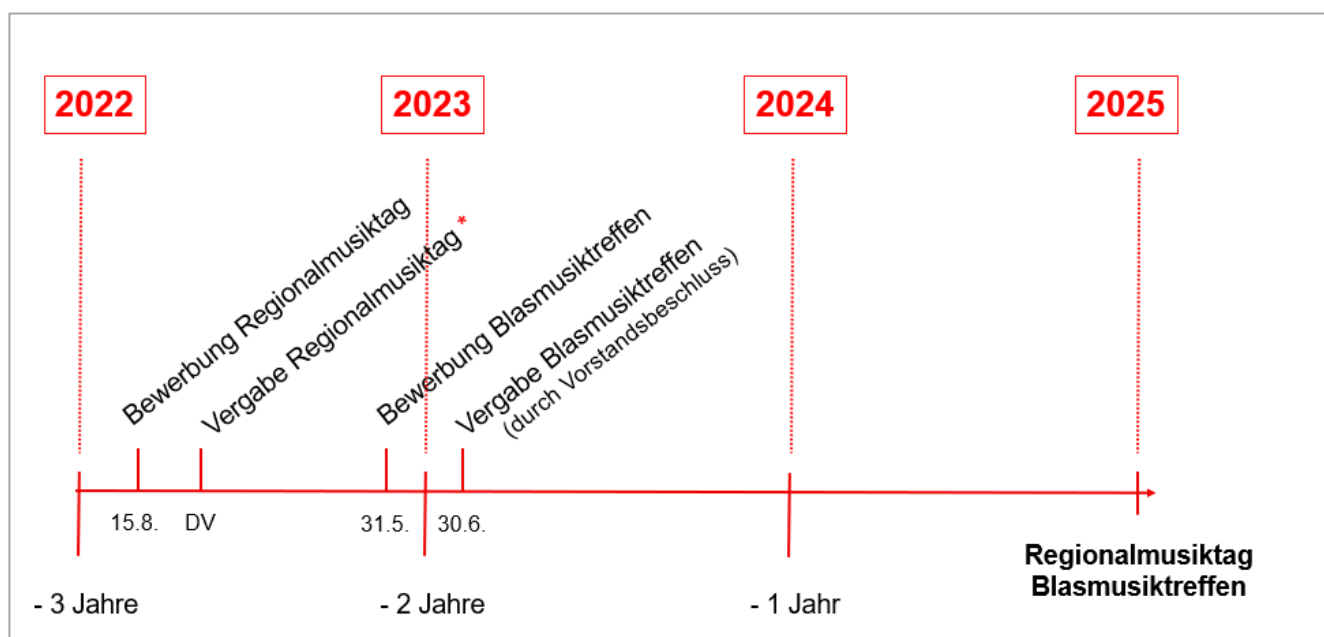 2022
2023
2024
2025
Bewerbung Regionalmusiktag
Vergabe Regionalmusiktag *
Bewerbung Blasmusiktreffen
Vergabe Blasmusiktreffen
(durch Vorstandsbeschluss)
15.8.
DV
31.5.
30.6.
- 3 Jahre
- 2 Jahre
- 1 Jahr
Regionalmusiktag
Blasmusiktreffen